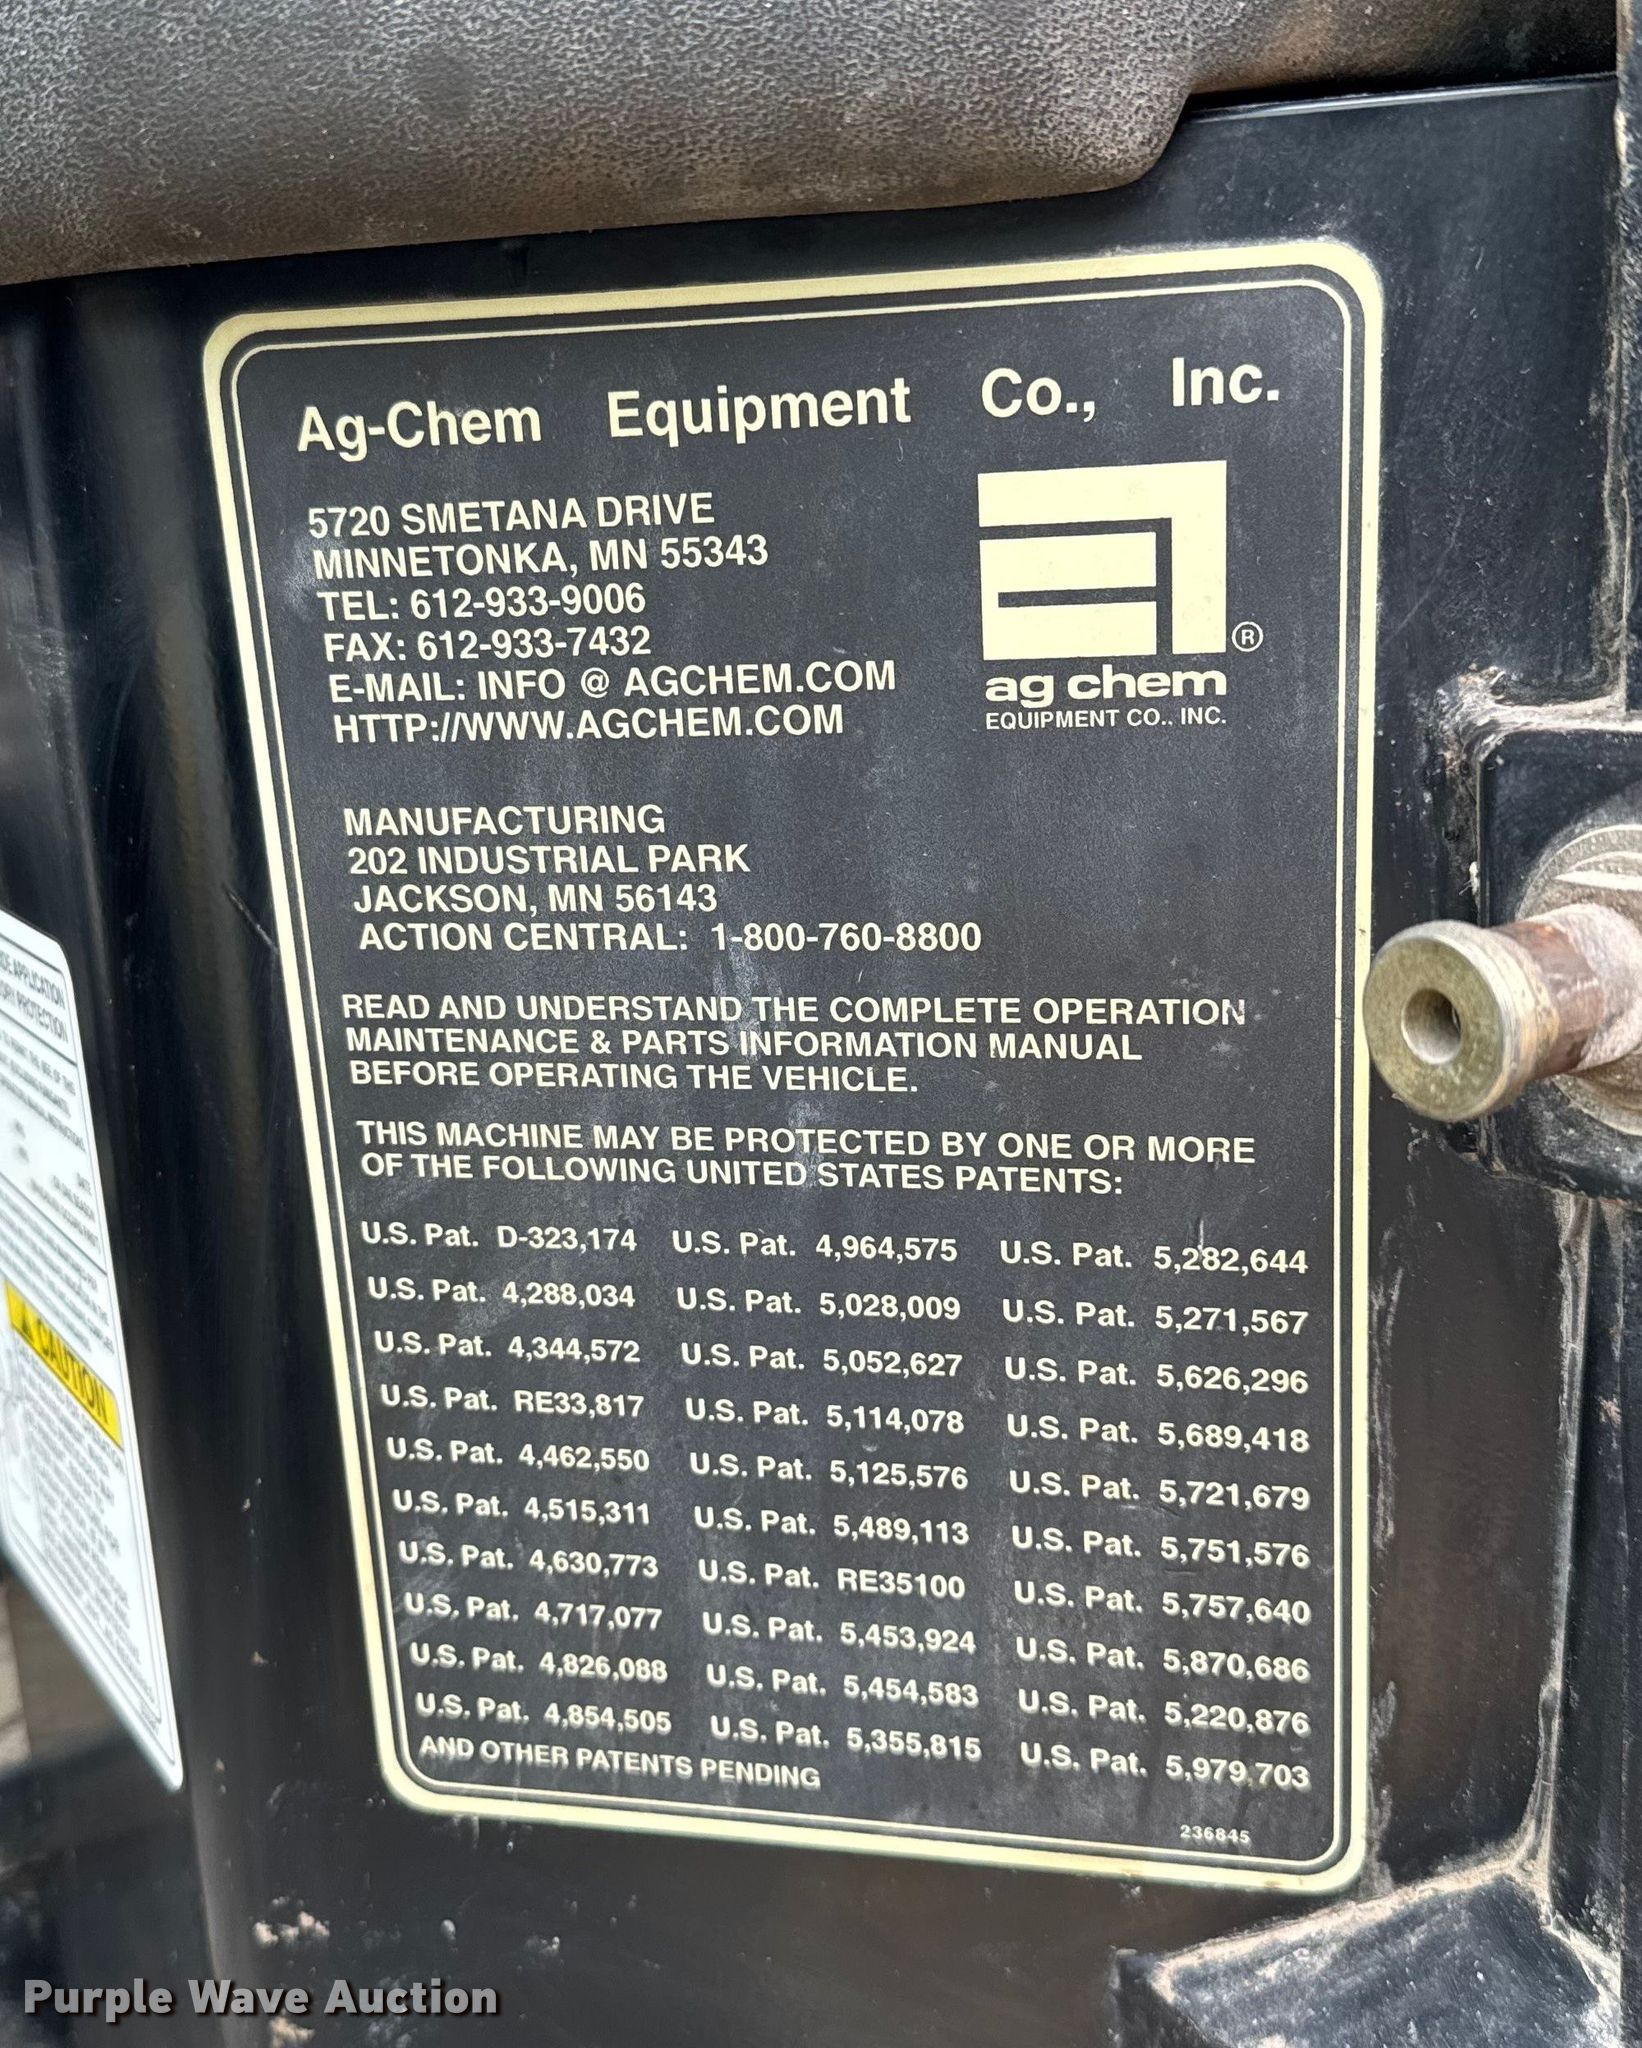 Ag-Chem Equipment Co., Inc.
5720 SMETANA DRIVE
MINNETONKA, MN 55343
TEL: 612-933-9006
FAX: 612-933-7432
E-MAIL: INFO @ AGCHEM.COM
HTTP://WWW.AGCHEM.COM
®
ag chem
EQUIPMENT CO., INC.
MANUFACTURING
202 INDUSTRIAL PARK
JACKSON, MN 56143
ACTION CENTRAL: 1-800-760-8800
READ AND UNDERSTAND THE COMPLETE OPERATION
MAINTENANCE & PARTS INFORMATION MANUAL
BEFORE OPERATING THE VEHICLE.
THIS MACHINE MAY BE PROTECTED BY ONE OR MORE
OF THE FOLLOWING UNITED STATES PATENTS:
U.S. Pat. D-323,174 U.S. Pat. 4,964,575 U.S. Pat. 5,282,644
U.S. Pat. 4,288,034 U.S. Pat. 5,028,009 U.S. Pat. 5,271,567
U.S. Pat. 4,344,572 U.S. Pat. 5,052,627 U.S. Pat. 5,626,296
U.S. Pat. RE33,817 U.S. Pat. 5,114,078 U.S. Pat. 5,689,418
U.S. Pat. 4,462,550 U.S. Pat. 5,125,576 U.S. Pat. 5,721,679
U.S. Pat. 4,515,311 U.S. Pat. 5,489,113 U.S. Pat. 5,751,576
U.S. Pat. 4,630,773 U.S. Pat. RE35100 U.S. Pat. 5,757,640
U.S. Pat. 4,717,077 U.S. Pat. 5,453,924 U.S. Pat. 5,870,686
U.S. Pat. 4,826,088 U.S. Pat. 5,454,583 U.S. Pat. 5,220,876
U.S. Pat. 4,854,505 U.S. Pat. 5,355,815 U.S. Pat. 5,979,703
AND OTHER PATENTS PENDING
236845
APPLICATION
PROTECTION
CAUTION
Purple Wave Auction